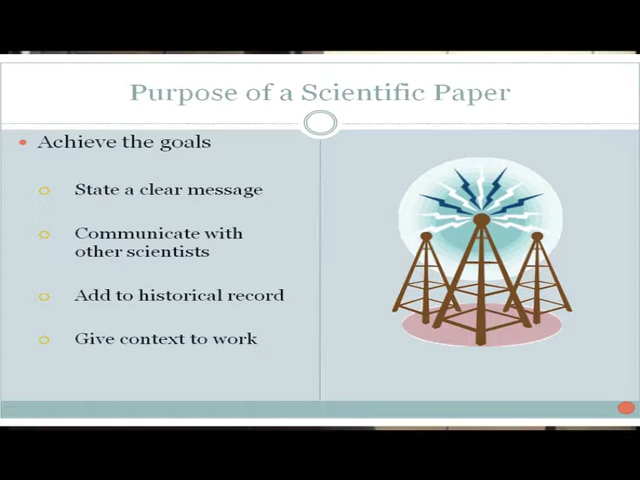 Purpose of a Scientific Paper
Achieve the goals
State a clear message
Communicate with
other scientists
Add to historical record
Give context to work